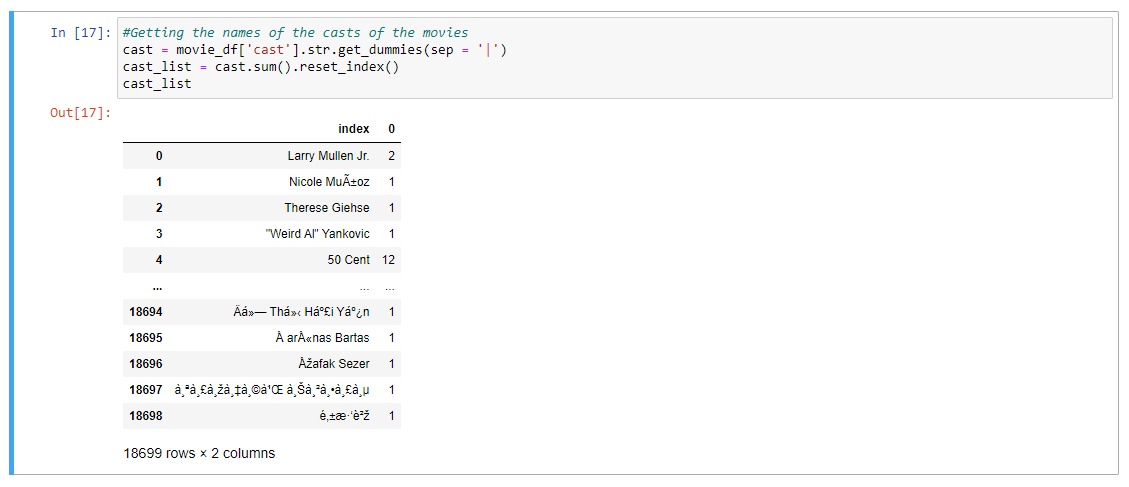 In [17]: #Getting the names of the casts of the movies
cast = movie_df['cast'].str.get_dummies(sep = '|')
cast_list = cast.sum().reset_index()
cast_list
Out[17]:
index 0
0 Larry Mullen Jr. 2
1 Nicole MuÃ±oz 1
2 Therese Giehse 1
3 "Weird Al" Yankovic 1
4 50 Cent 12
... ... ...
18694 Äá»— Thá»‹ Háº£i Yáº¿n 1
18695 Å arÅ«nas Bartas 1
18696 Åžafak Sezer 1
18697 à¸ªà¸£à¸žà¸‡à¸©à¹Œ à¸Šà¸²à¸•à¸£à¸µ 1
18698 é‚±æ·‘è²ž 1
18699 rows × 2 columns